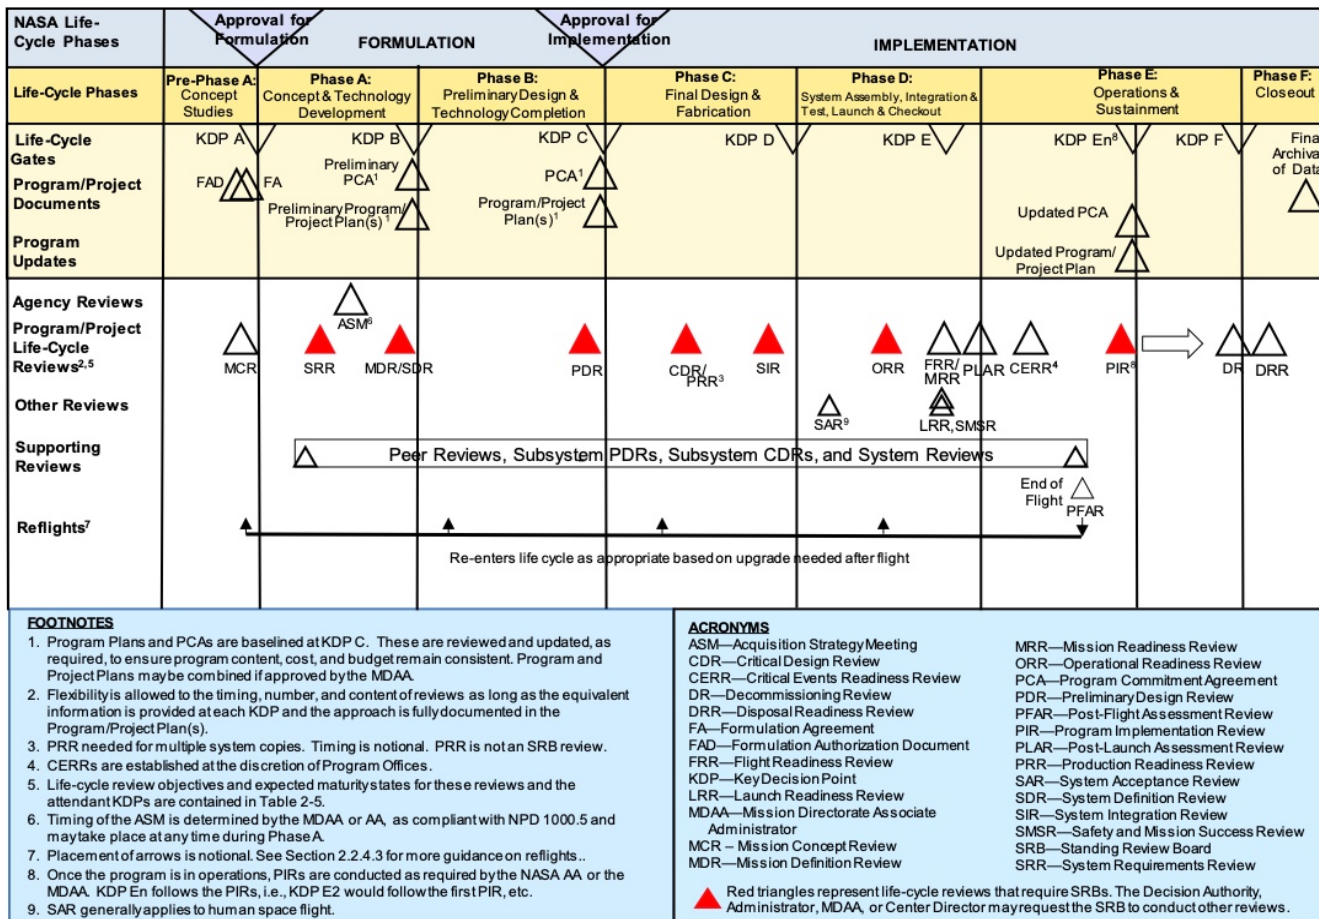 NASA Life-
Cycle Phases
Approval for
Formulation
FORMULATION
Approval for
Implementation
IMPLEMENTATION
Life-Cycle Phases
Pre-Phase A:
Concept
Studies
Phase A:
Concept & Technology
Development
Phase B:
Preliminary Design &
Technology Completion
Phase C:
Final Design &
Fabrication
Phase D:
System Assembly, Integration &
Test, Launch & Checkout
Phase E:
Operations &
Sustainment
Phase F:
Closeout
Life-Cycle
Gates
KDP A
KDP B
KDP C
KDP D
KDP E
KDP En8
KDP F
Final
Archival
of Data
Program/Project
Documents
FAD
FA
Preliminary
PCA1
Preliminary Program/
Project Plan(s) 1
PCA1
Program/Project
Plan(s)1
Program
Updates
Updated PCA
Updated Program/
Project Plan
Agency Reviews
ASM6
Program/Project
Life-Cycle
Reviews2,5
MCR
SRR
MDR/SDR
PDR
CDR/
PRR3
SIR
ORR
FRR/
MRR
PLAR
CERR4
PIR8
DR
DRR
Other Reviews
SAR9
LRR, SMSR
Supporting
Reviews
Peer Reviews, Subsystem PDRs, Subsystem CDRs, and System Reviews
End of
Flight
PFAR
Reflights7
Re-enters life cycle as appropriate based on upgrade needed after flight
FOOTNOTES
1. Program Plans and PCAs are baselined at KDP C. These are reviewed and updated, as
required, to ensure program content, cost, and budget remain consistent. Program and
Project Plans may be combined if approved by the MDAA.
2. Flexibility is allowed to the timing, number, and content of reviews as long as the equivalent
information is provided at each KDP and the approach is fully documented in the
Program/Project Plan(s).
3. PRR needed for multiple system copies. Timing is notional. PRR is not an SRB review.
4. CERRs are established at the discretion of Program Offices.
5. Life-cycle review objectives and expected maturity states for these reviews and the
attendant KDPs are contained in Table 2-5.
6. Timing of the ASM is determined by the MDAA or AA, as compliant with NPD 1000.5 and
may take place at any time during Phase A.
7. Placement of arrows is notional. See Section 2.2.4.3 for more guidance on reflights..
8. Once the program is in operations, PIRs are conducted as required by the NASA AA or the
MDAA. KDP En follows the PIRs, i.e., KDP E2 would follow the first PIR, etc.
9. SAR generally applies to human space flight.
ACRONYMS
ASM—Acquisition Strategy Meeting
CDR—Critical Design Review
CERR—Critical Events Readiness Review
DR—Decommissioning Review
DRR—Disposal Readiness Review
FA—Formulation Agreement
FAD—Formulation Authorization Document
FRR—Flight Readiness Review
KDP—Key Decision Point
LRR—Launch Readiness Review
MDAA—Mission Directorate Associate
Administrator
MCR – Mission Concept Review
MDR—Mission Definition Review
MRR—Mission Readiness Review
ORR—Operational Readiness Review
PCA—Program Commitment Agreement
PDR—Preliminary Design Review
PFAR—Post-Flight Assessment Review
PIR—Program Implementation Review
PLAR—Post-Launch Assessment Review
PRR—Production Readiness Review
SAR—System Acceptance Review
SDR—System Definition Review
SIR—System Integration Review
SMSR—Safety and Mission Success Review
SRB—Standing Review Board
SRR—System Requirements Review
Red triangles represent life-cycle reviews that require SRBs. The Decision Authority,
Administrator, MDAA, or Center Director may request the SRB to conduct other reviews.